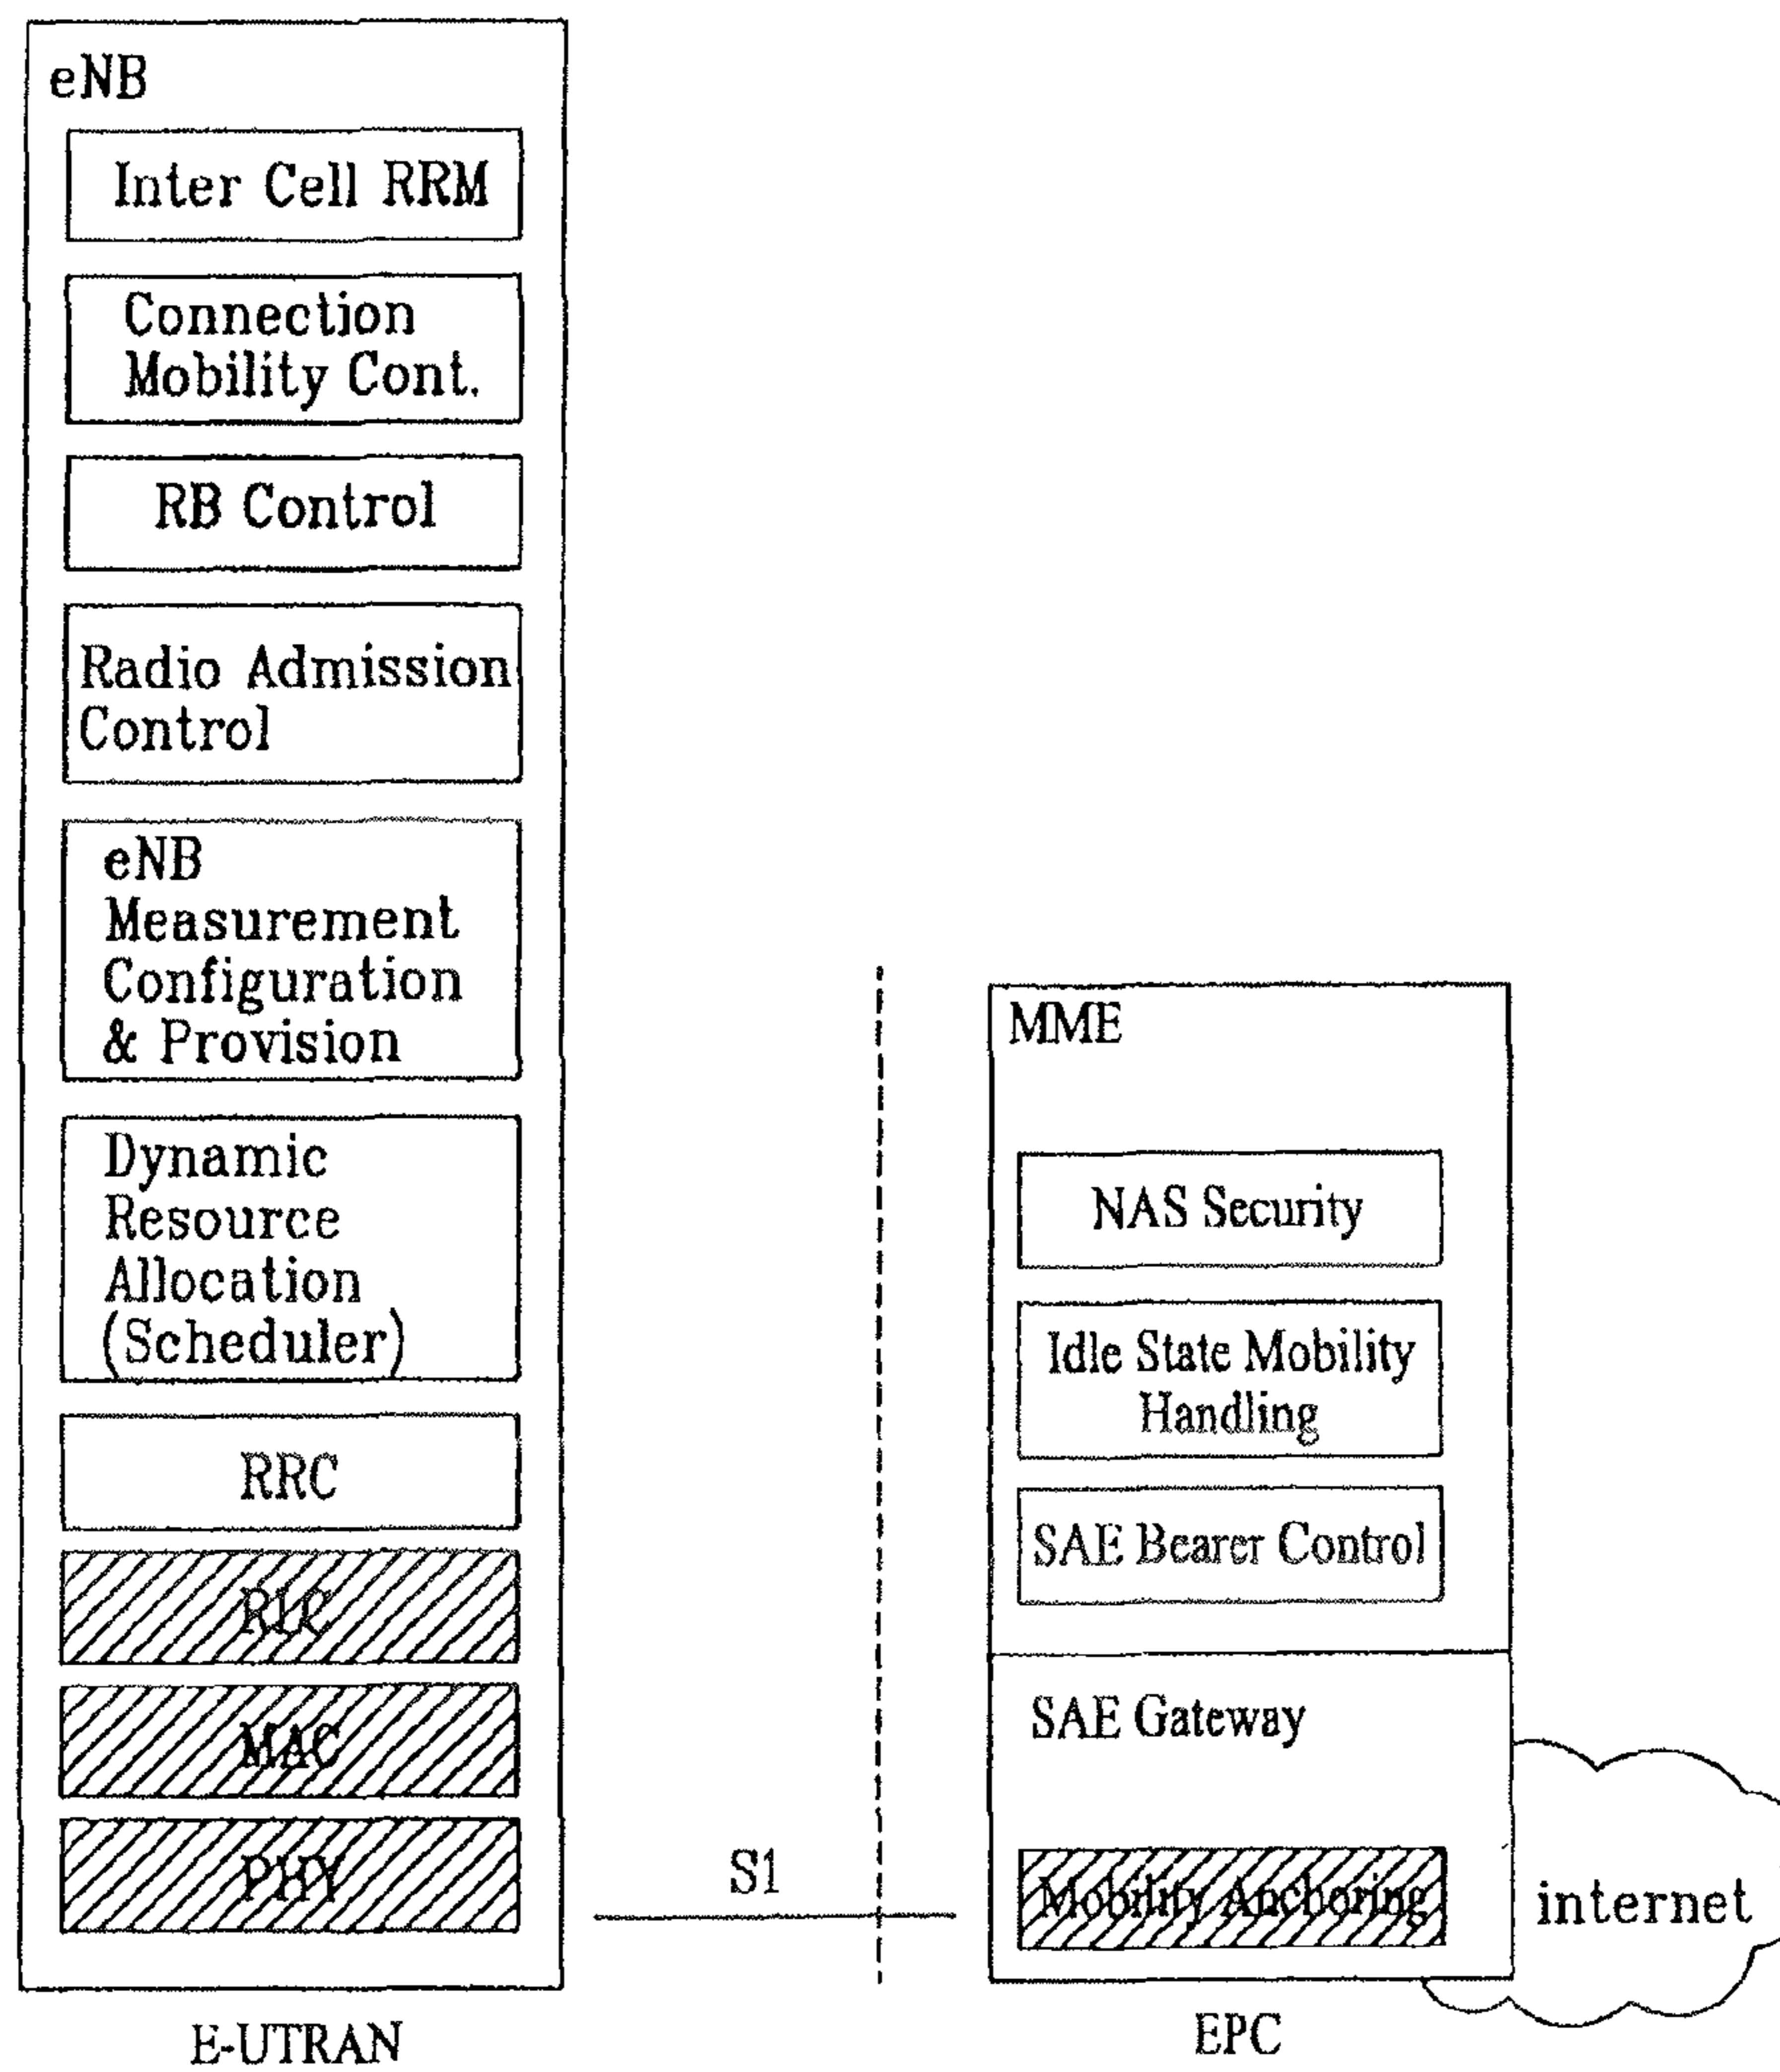 eNB
Inter Cell RRM
Connection
Mobility Cont.
RB Control
Radio Admission
Control
eNB
Measurement
Configuration
& Provision
Dynamic
Resource
Allocation
(Scheduler)
RRC
RLC
MAC
PHY
E-UTRAN
S1
MME
NAS Security
Idle State Mobility
Handling
SAE Bearer Control
SAE Gateway
Mobility Anchoring
EPC
internet